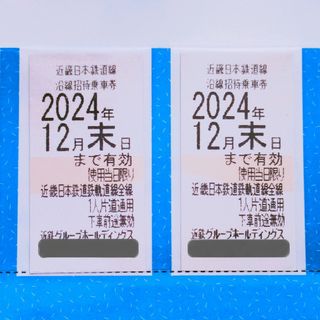 近畿日本鉄道線
沿線招待乗車券
2024年
12月末日
まで有効
(使用当日限り)
近畿日本鉄道鉄軌道線全線
1人片道通用
下車前途無効
近鉄グループホールディングス
近畿日本鉄道線
沿線招待乗車券
2024年
12月末日
まで有効
(使用当日限り)
近畿日本鉄道鉄軌道線全線
1人片道通用
下車前途無効
近鉄グループホールディングス